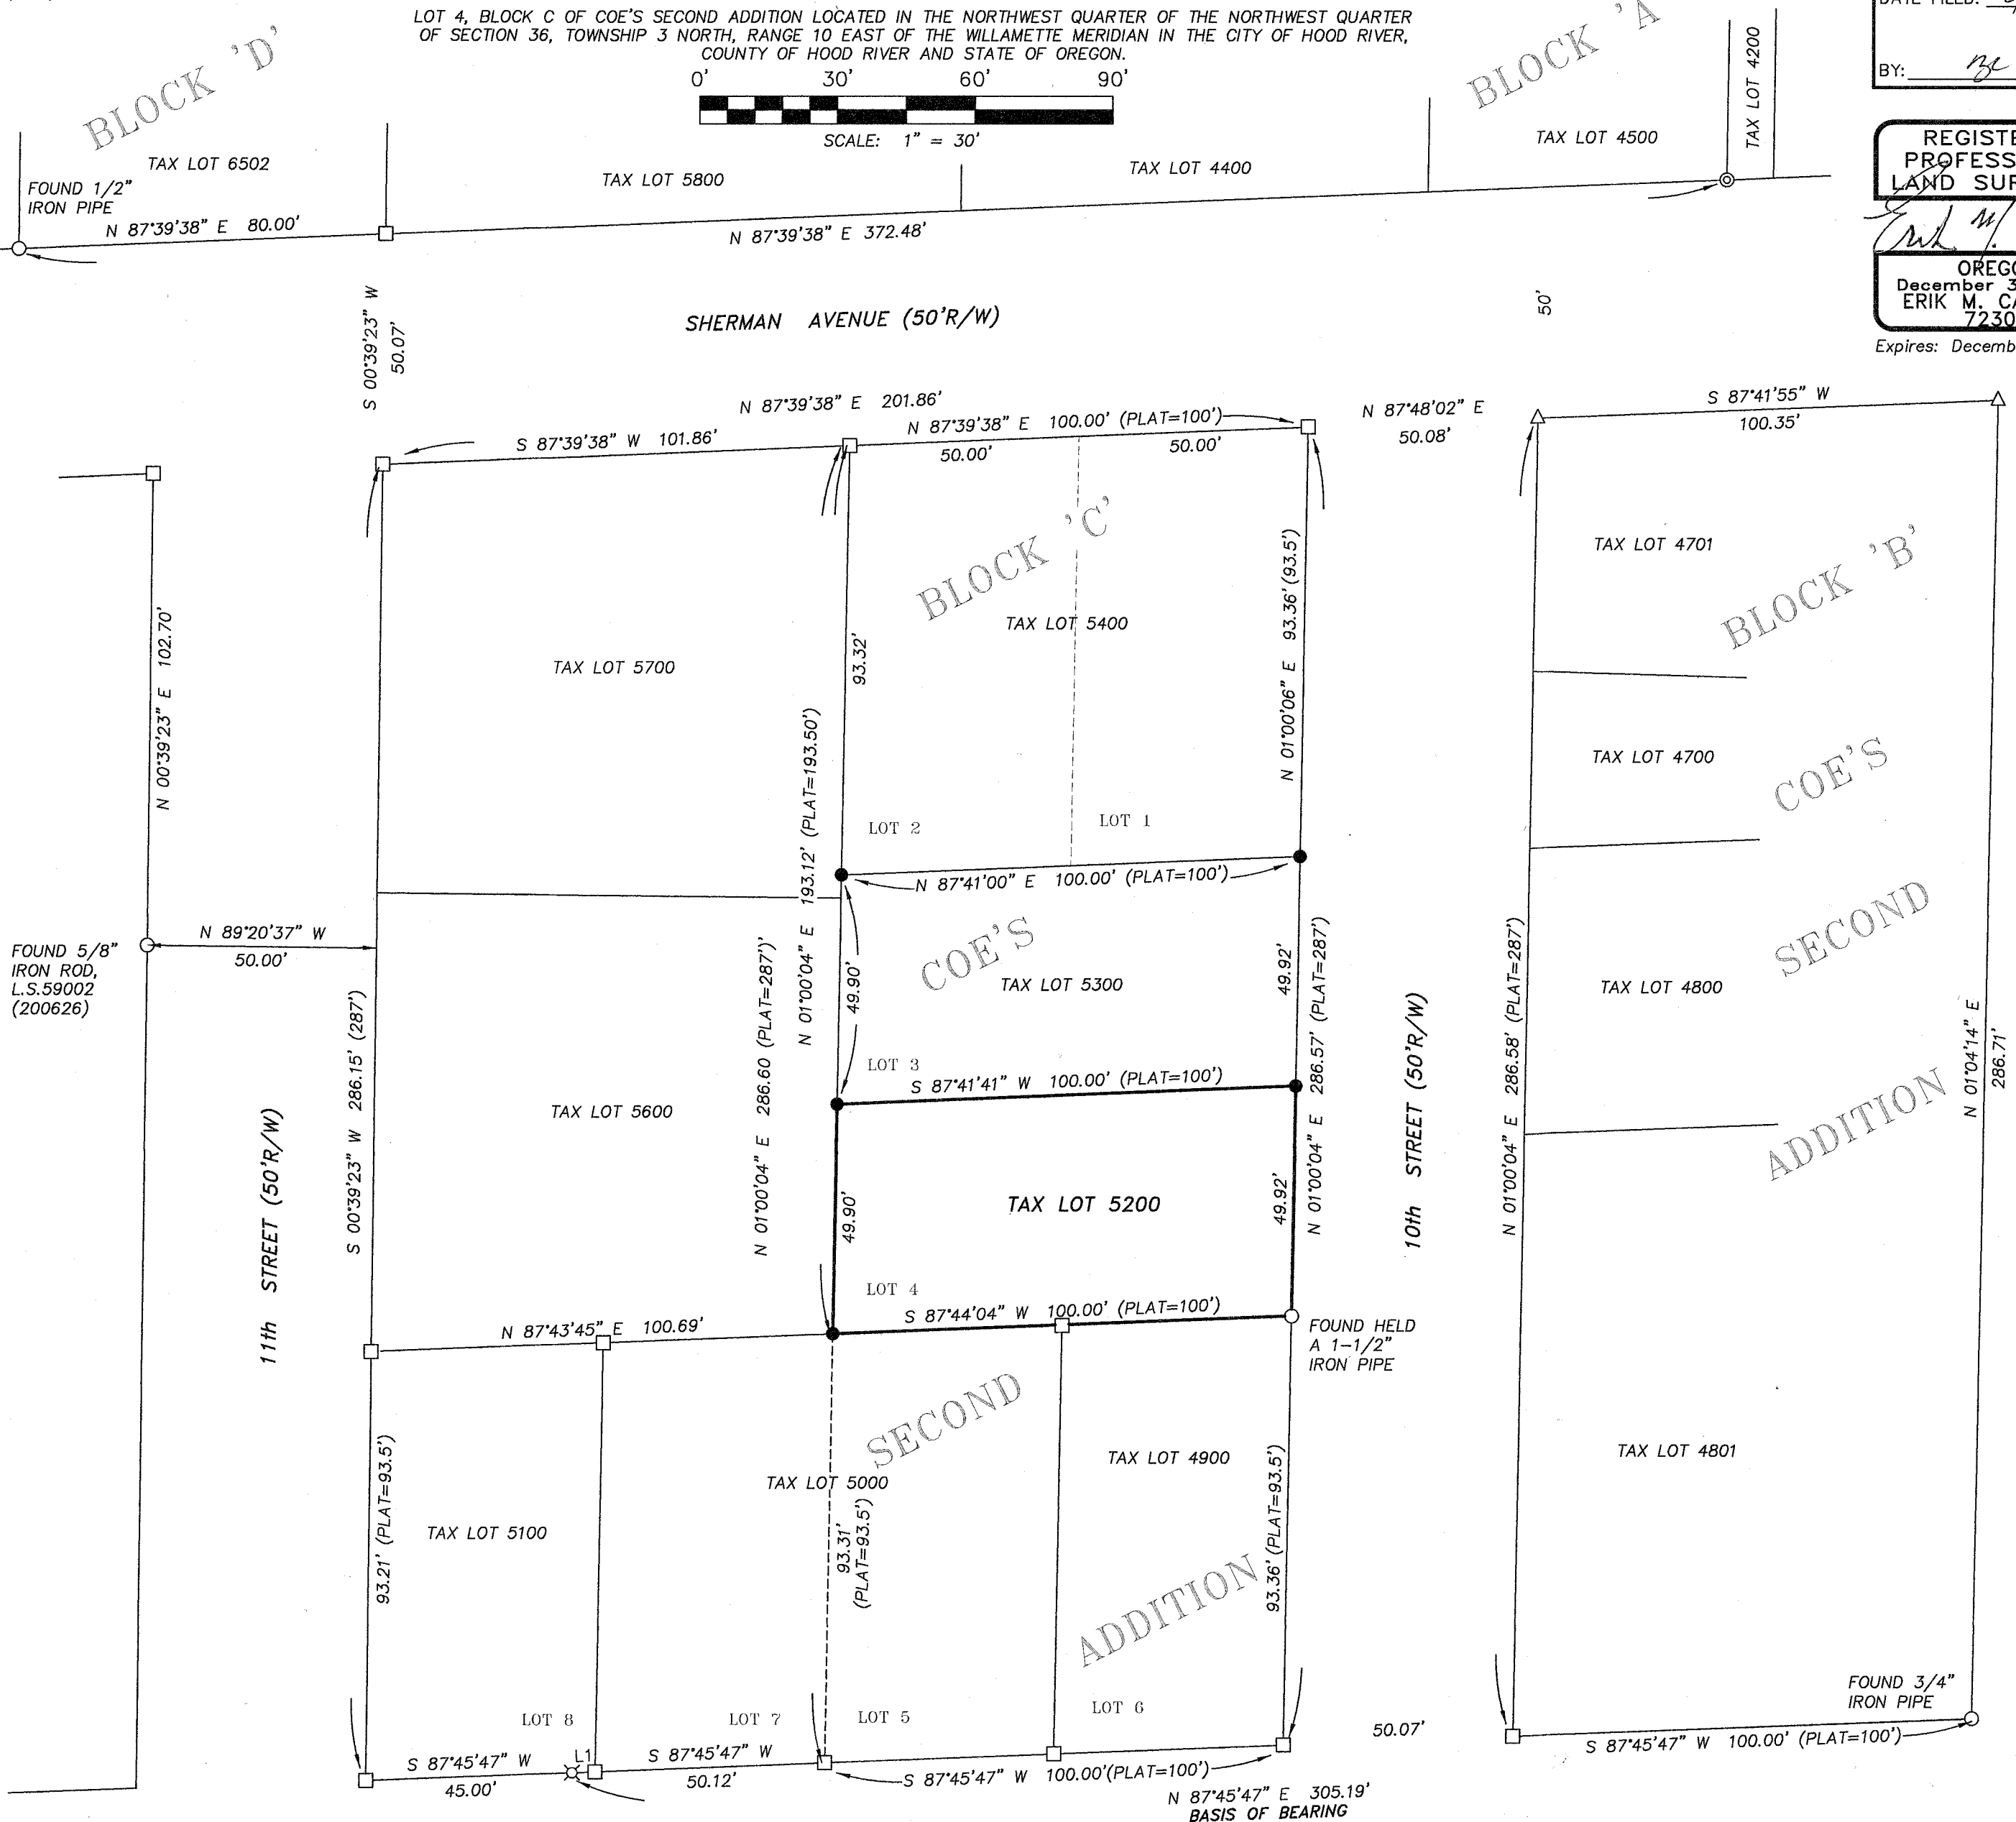 LOT 4, BLOCK C OF COE'S SECOND ADDITION LOCATED IN THE NORTHWEST QUARTER OF THE NORTHWEST QUARTER
OF SECTION 36, TOWNSHIP 3 NORTH, RANGE 10 EAST OF THE WILLAMETTE MERIDIAN IN THE CITY OF HOOD RIVER,
COUNTY OF HOOD RIVER AND STATE OF OREGON.
0' 30' 60' 90'
SCALE: 1" = 30'
BLOCK 'D'
BLOCK 'A'
TAX LOT 4200
BY:
TAX LOT 6502
TAX LOT 5800
TAX LOT 4400
TAX LOT 4500
FOUND 1/2"
IRON PIPE
N 87°39'38" E 80.00'
N 87°39'38" E 372.48'
LAND
OREG
December 3
ERIK M. C
7230
Expires: Decemb
S 00°39'23" W
50.07'
SHERMAN AVENUE (50'R/W)
50'
N 87°39'38" E 201.86'
S 87°39'38" W 101.86'
N 87°39'38" E 100.00' (PLAT=100')
50.00'
50.00'
N 87°48'02" E
50.08'
S 87°41'55" W
100.35'
N 00°39'23" E 102.70'
TAX LOT 5700
93.32'
BLOCK 'C'
TAX LOT 5400
N 01°00'06" E 93.36' (93.5')
TAX LOT 4701
BLOCK 'B'
TAX LOT 4700
COE'S
LOT 2
LOT 1
N 01°00'04" E 193.12' (PLAT=193.50')
N 87°41'00" E 100.00' (PLAT=100')
FOUND 5/8"
IRON ROD,
L.S.59002
(200626)
N 89°20'37" W
50.00'
COE'S
TAX LOT 5300
49.90'
49.92'
TAX LOT 4800
SECOND
S 00°39'23" W 286.15' (287')
LOT 3
S 87°41'41" W 100.00' (PLAT=100')
TAX LOT 5600
N 01°00'04" E 286.60 (PLAT=287')'
11th STREET (50'R/W)
TAX LOT 5200
49.90'
49.92'
N 01°00'04" E 286.57' (PLAT=287')
10th STREET (50'R/W)
N 01°00'04" E 286.58' (PLAT=287')
ADDITION
N 01°04'14" E
286.71'
LOT 4
S 87°44'04" W 100.00' (PLAT=100')
N 87°43'45" E 100.69'
FOUND HELD
A 1-1/2"
IRON PIPE
SECOND
93.21' (PLAT=93.5')
TAX LOT 5000
TAX LOT 4900
TAX LOT 4801
TAX LOT 5100
93.31'
(PLAT=93.5')
93.36' (PLAT=93.5')
ADDITION
FOUND 3/4"
IRON PIPE
LOT 8
LOT 7
LOT 5
LOT 6
50.07'
S 87°45'47" W
45.00'
L1
S 87°45'47" W
50.12'
S 87°45'47" W 100.00'(PLAT=100')
S 87°45'47" W 100.00' (PLAT=100')
N 87°45'47" E 305.19'
BASIS OF BEARING